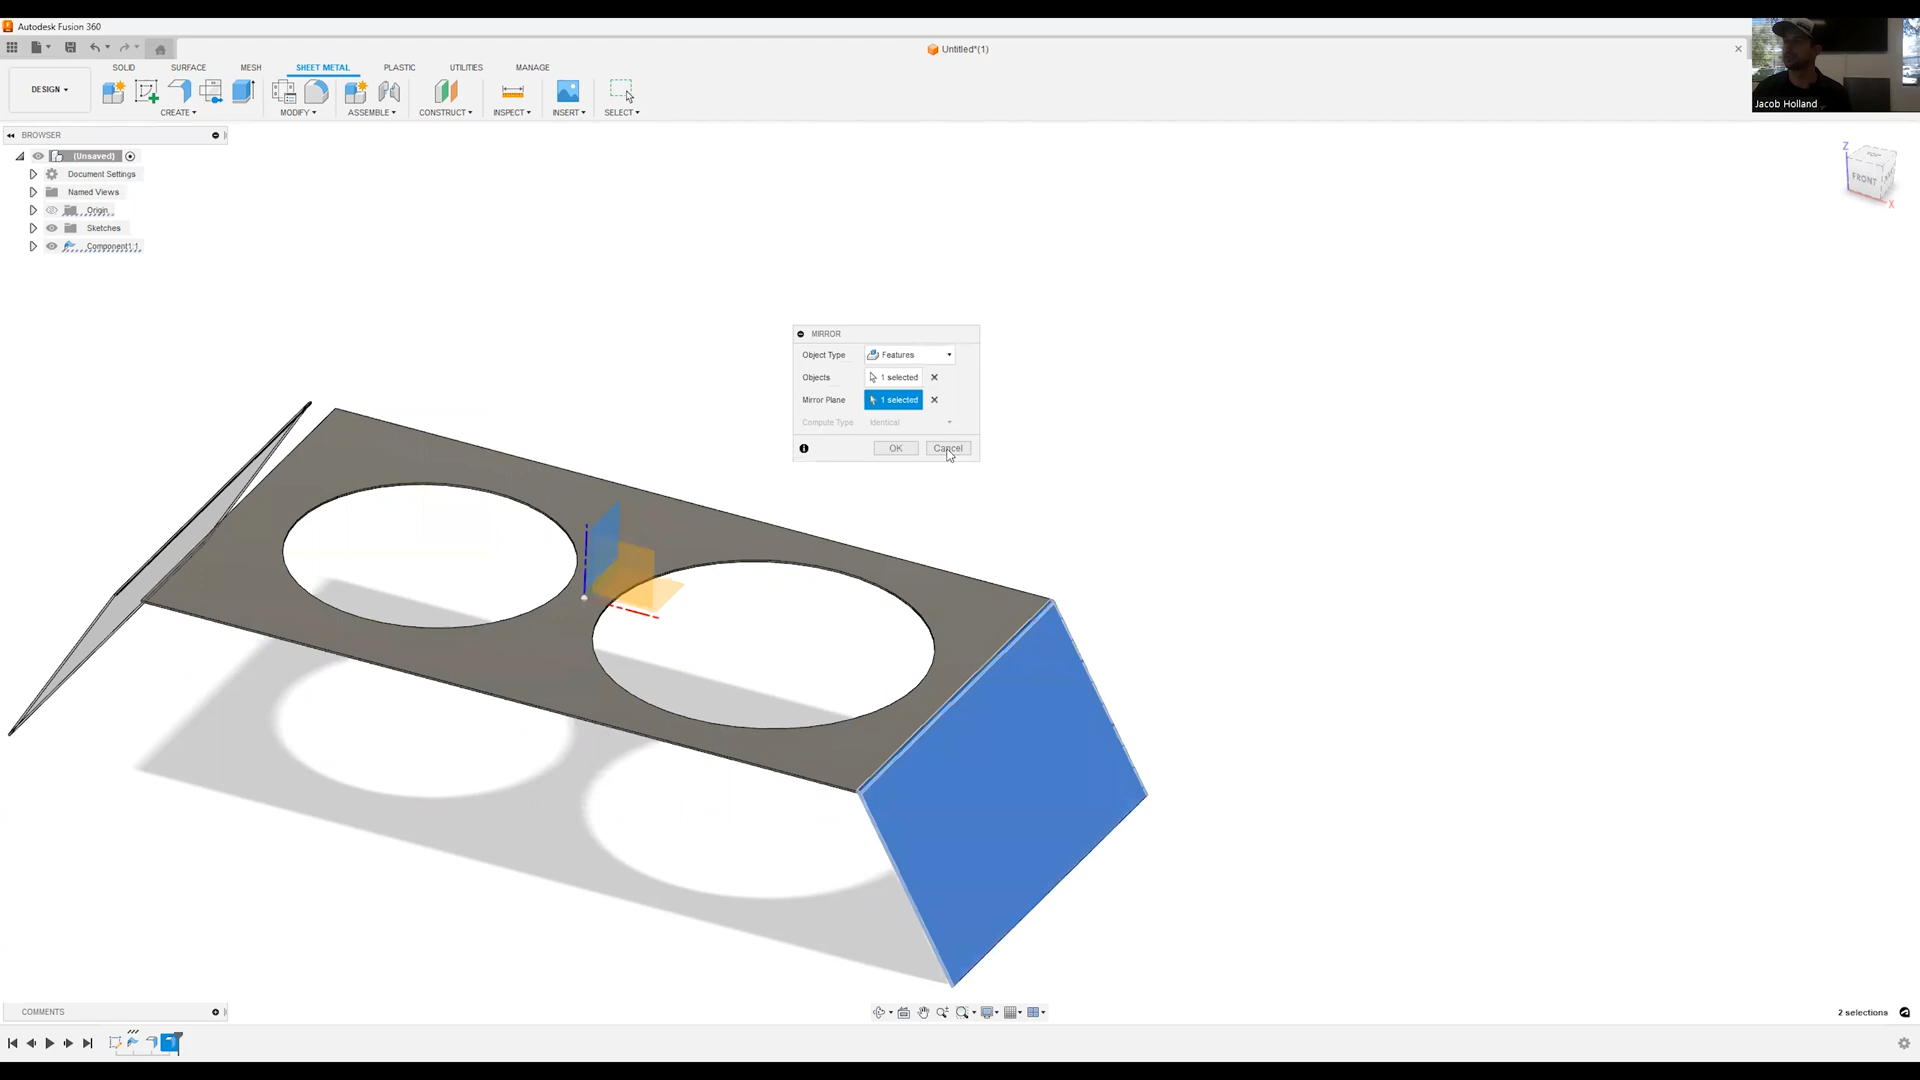 Autodesk Fusion 360
Untitled*(1)
Jacob Holland
DESIGN
SOLID
SURFACE
MESH
SHEET METAL
PLASTIC
UTILITIES
MANAGE
CREATE
MODIFY
ASSEMBLE
CONSTRUCT
INSPECT
INSERT
SELECT
BROWSER
(Unsaved)
Document Settings
Named Views
Origin
Sketches
Component1:1
Z
TOP
FRONT
X
MIRROR
Object Type Features
Objects 1 selected
Mirror Plane 1 selected
Compute Type Identical
OK Cancel
COMMENTS
2 selections